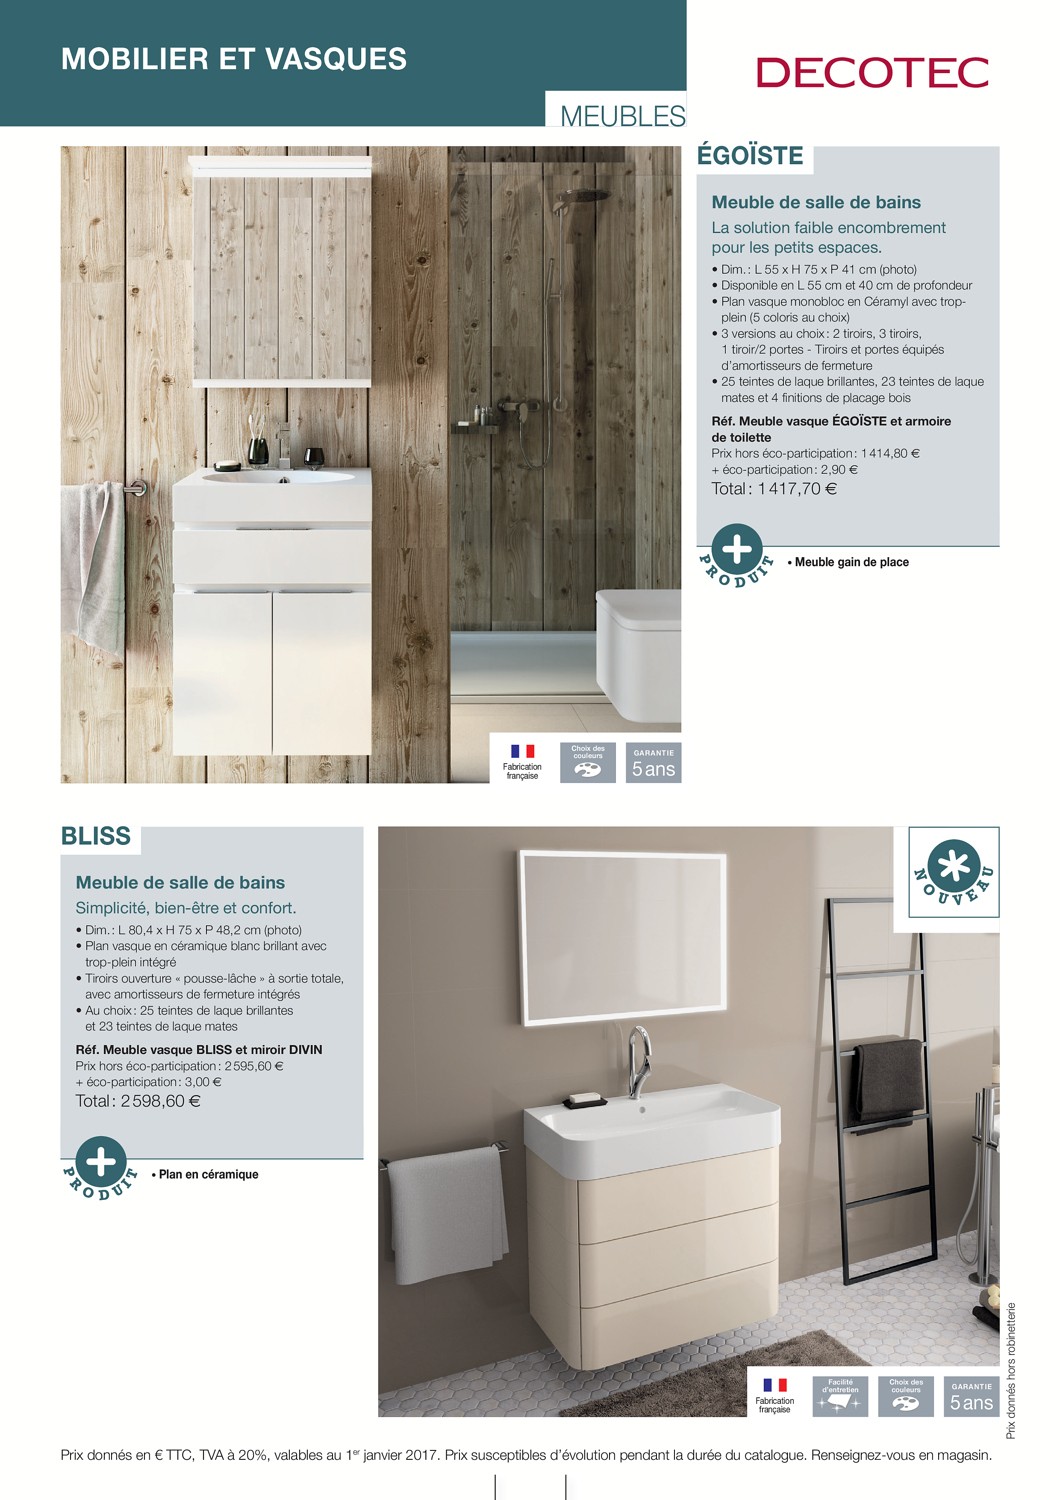 MOBILIER ET VASQUES
DECOTEC
MEUBLES
ÉGOÏSTE
Meuble de salle de bains
La solution faible encombrement
pour les petits espaces.
• Dim. : L 55 x H 75 x P 41 cm (photo)
• Disponible en L 55 cm et 40 cm de profondeur
• Plan vasque monobloc en Céramyl avec trop-
plein (5 coloris au choix)
• 3 versions au choix : 2 tiroirs, 3 tiroirs,
1 tiroir/2 portes - Tiroirs et portes équipés
d'amortisseurs de fermeture
• 25 teintes de laque brillantes, 23 teintes de laque
mates et 4 finitions de placage bois
Réf. Meuble vasque ÉGOÏSTE et armoire
de toilette
Prix hors éco-participation : 1 414,80 €
+ éco-participation : 2,90 €
Total : 1 417,70 €
PRODUIT
• Meuble gain de place
Fabrication
française
Choix des
couleurs
GARANTIE
5 ans
BLISS
Meuble de salle de bains
Simplicité, bien-être et confort.
• Dim. : L 80,4 x H 75 x P 48,2 cm (photo)
• Plan vasque en céramique blanc brillant avec
trop-plein intégré
• Tiroirs ouverture « pousse-lâche » à sortie totale,
avec amortisseurs de fermeture intégrés
• Au choix : 25 teintes de laque brillantes
et 23 teintes de laque mates
Réf. Meuble vasque BLISS et miroir DIVIN
Prix hors éco-participation : 2 595,60 €
+ éco-participation : 3,00 €
Total : 2 598,60 €
PRODUIT
• Plan en céramique
NOUVEAU
Fabrication
française
Facilité
d'entretien
Choix des
couleurs
GARANTIE
5 ans
Prix donnés hors robinetterie
Prix donnés en € TTC, TVA à 20%, valables au 1er janvier 2017. Prix susceptibles d'évolution pendant la durée du catalogue. Renseignez-vous en magasin.